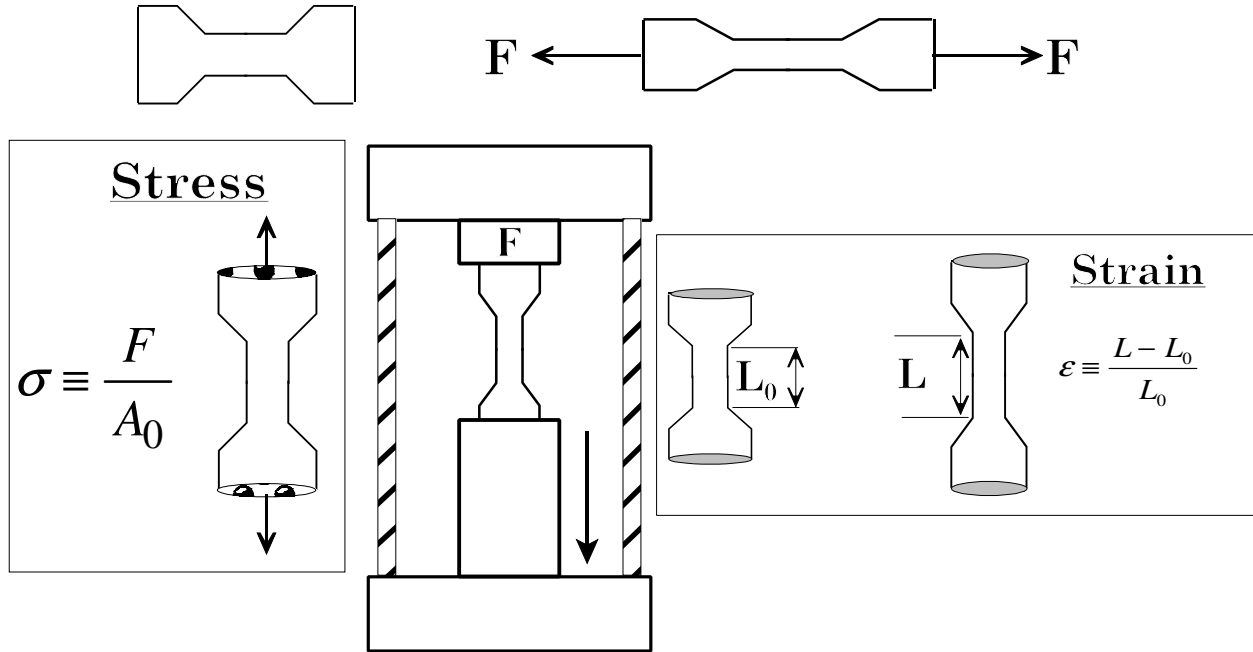 F F
Stress
σ ≡ F / A₀
F
Strain
L₀
L
ε ≡ (L − L₀) / L₀